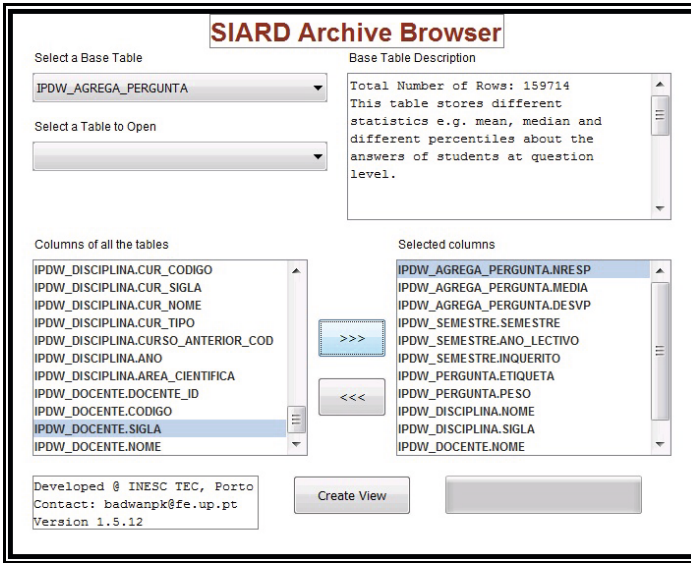 SIARD Archive Browser
Select a Base Table
Base Table Description
IPDW_AGREGA_PERGUNTA
Total Number of Rows: 159714
This table stores different
statistics e.g. mean, median and
different percentiles about the
answers of students at question
level.
Select a Table to Open
Columns of all the tables
IPDW_DISCIPLINA.CUR_CODIGO
IPDW_DISCIPLINA.CUR_SIGLA
IPDW_DISCIPLINA.CUR_NOME
IPDW_DISCIPLINA.CUR_TIPO
IPDW_DISCIPLINA.CURSO_ANTERIOR_COD
IPDW_DISCIPLINA.ANO
IPDW_DISCIPLINA.AREA_CIENTIFICA
IPDW_DOCENTE.DOCENTE_ID
IPDW_DOCENTE.CODIGO
IPDW_DOCENTE.SIGLA
IPDW_DOCENTE.NOME
>>>
<<<
Selected columns
IPDW_AGREGA_PERGUNTA.NRESP
IPDW_AGREGA_PERGUNTA.MEDIA
IPDW_AGREGA_PERGUNTA.DESVP
IPDW_SEMESTRE.SEMESTRE
IPDW_SEMESTRE.ANO_LECTIVO
IPDW_SEMESTRE.INQUERITO
IPDW_PERGUNTA.ETIQUETA
IPDW_PERGUNTA.PESO
IPDW_DISCIPLINA.NOME
IPDW_DISCIPLINA.SIGLA
IPDW_DOCENTE.NOME
Developed @ INESC TEC, Porto
Contact: badwanpk@fe.up.pt
Version 1.5.12
Create View